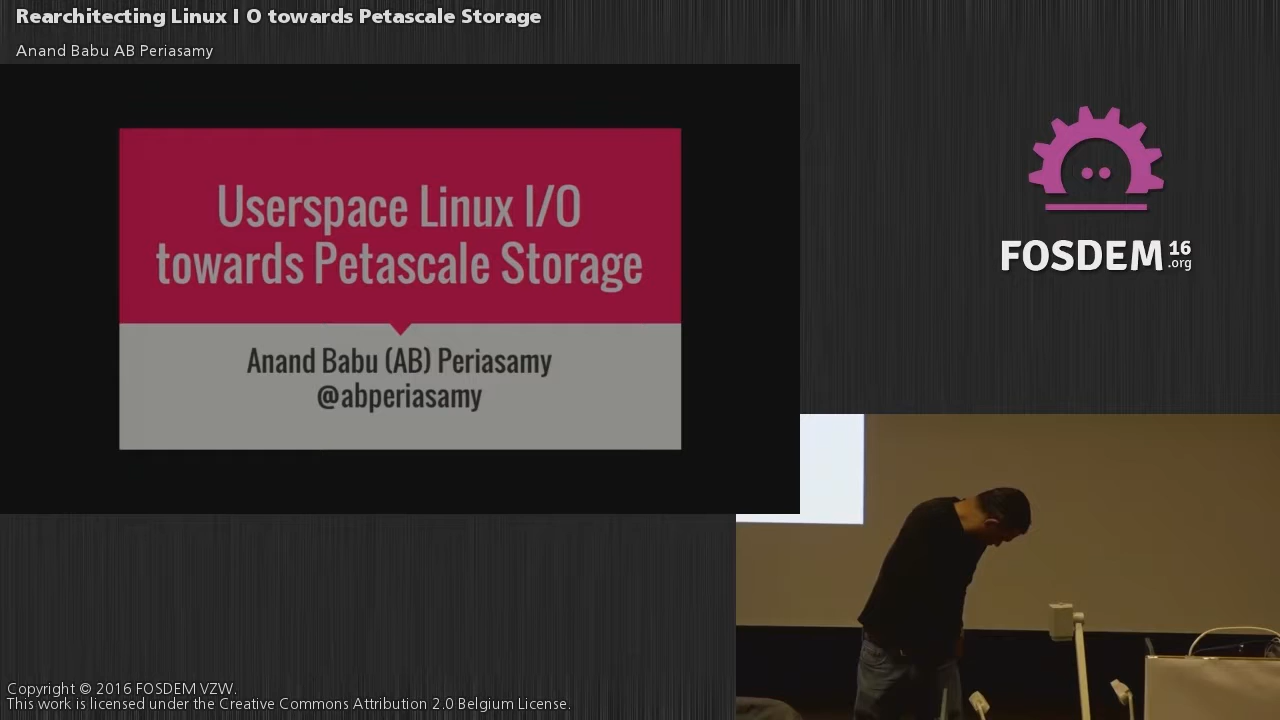 Rearchitecting Linux I O towards Petascale Storage
Anand Babu AB Periasamy
Userspace Linux I/O
towards Petascale Storage
Anand Babu (AB) Periasamy
@abperiasamy
FOSDEM 16
.org
Copyright © 2016 FOSDEM VZW.
This work is licensed under the Creative Commons Attribution 2.0 Belgium License.